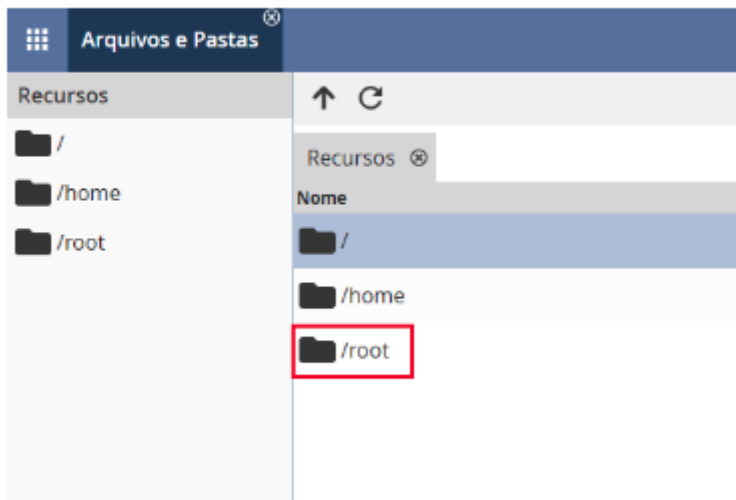 Arquivos e Pastas
Recursos
/
/home
/root
Recursos
Nome
/
/home
/root